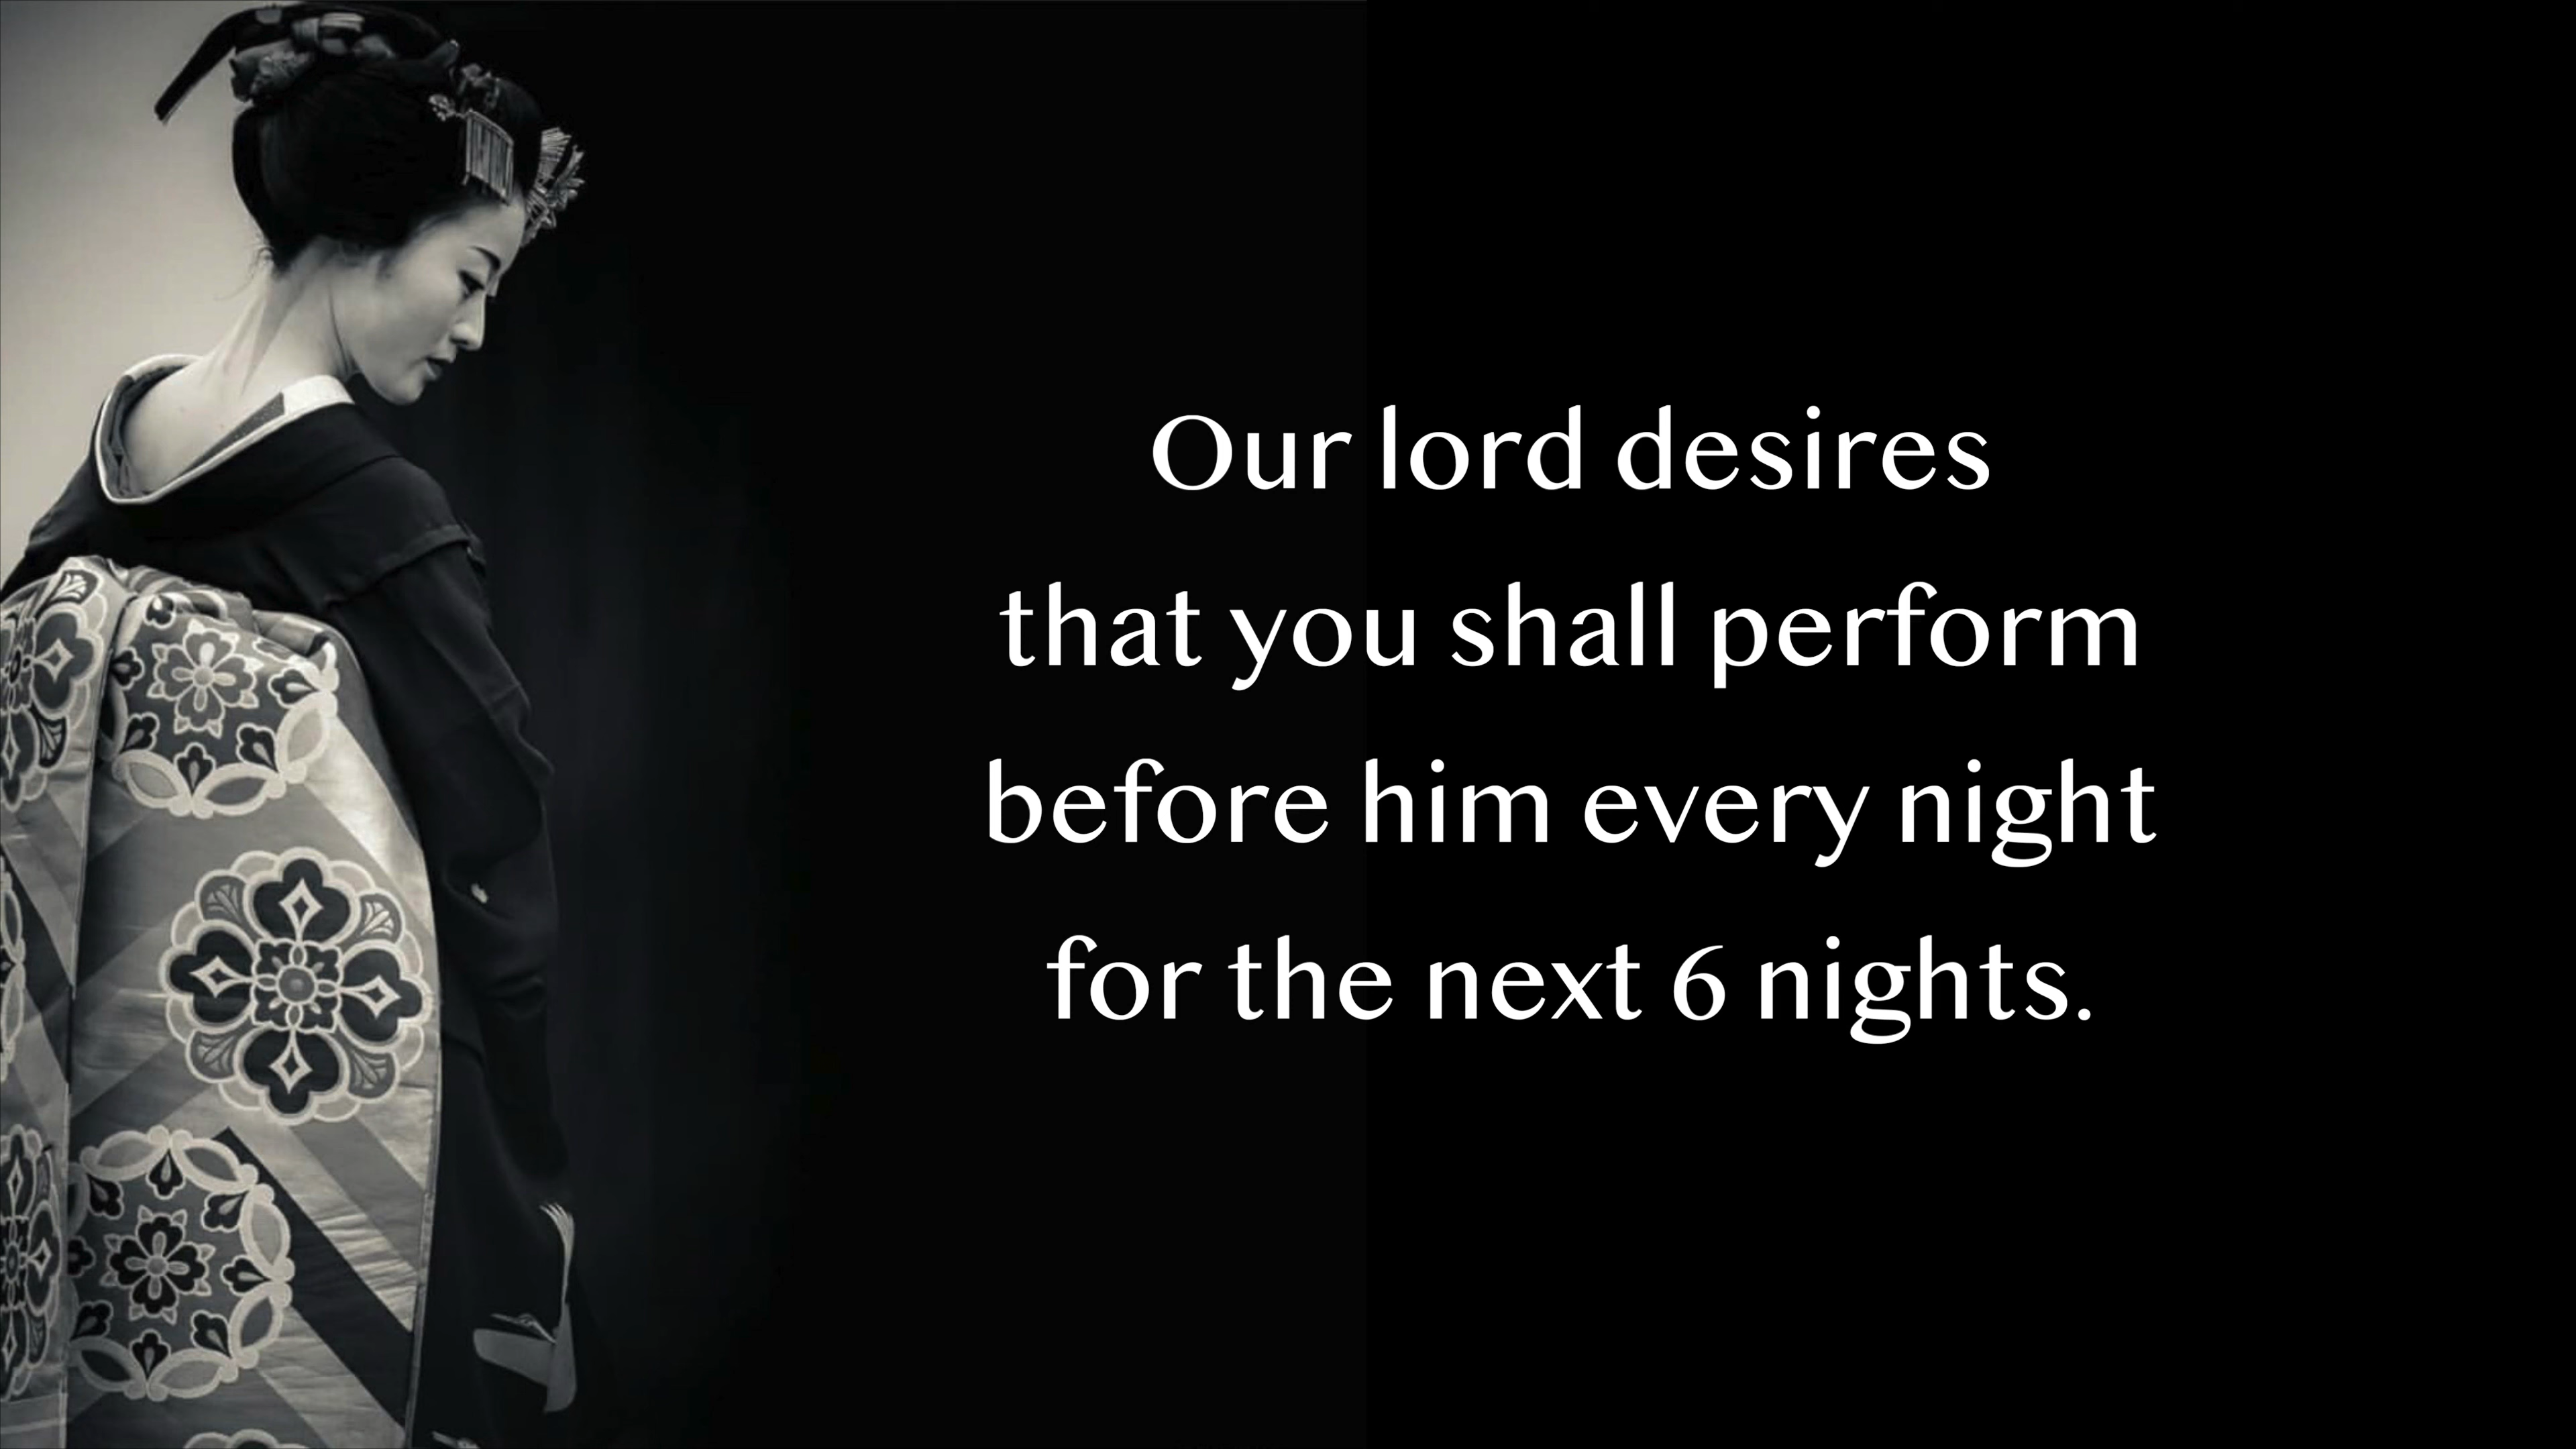 Our lord desires
that you shall perform
before him every night
for the next 6 nights.